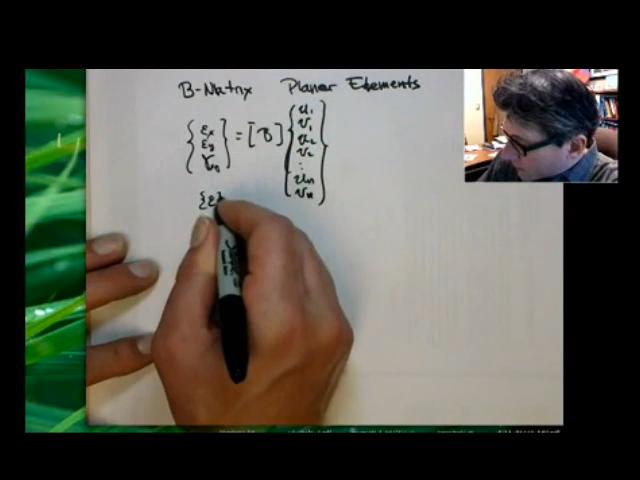 B-Matrix Planar Elements
{ εx εy γxy } = [B] { u1 v1 u2 v2 ⋮ un vn }
{ε}